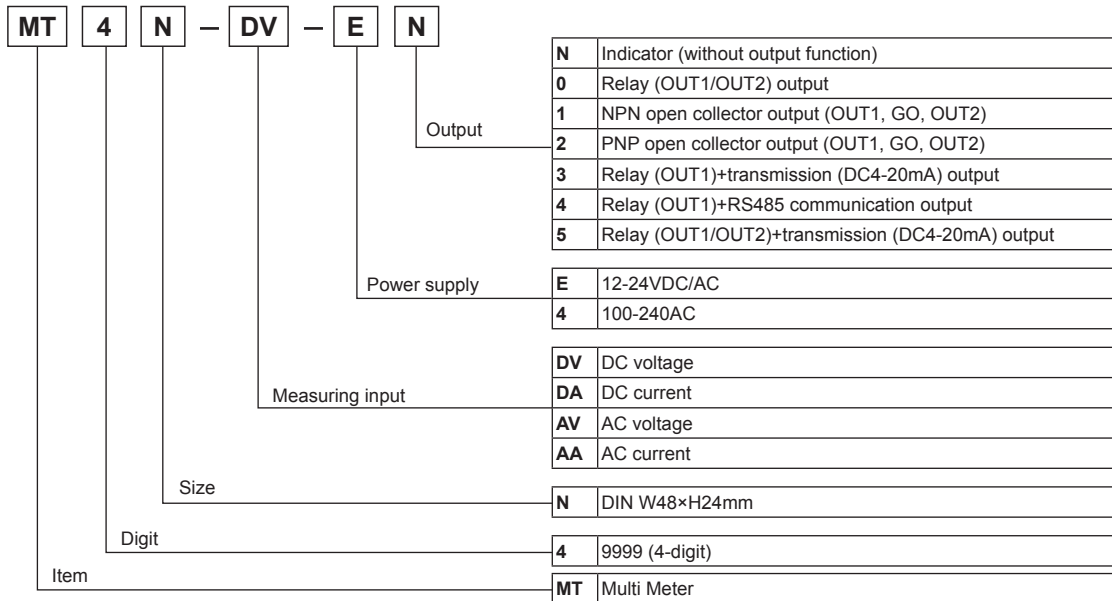 MT 4 N – DV – E N
N Indicator (without output function)
0 Relay (OUT1/OUT2) output
1 NPN open collector output (OUT1, GO, OUT2)
Output
2 PNP open collector output (OUT1, GO, OUT2)
3 Relay (OUT1)+transmission (DC4-20mA) output
4 Relay (OUT1)+RS485 communication output
5 Relay (OUT1/OUT2)+transmission (DC4-20mA) output
Power supply
E 12-24VDC/AC
4 100-240AC
DV DC voltage
Measuring input
DA DC current
AV AC voltage
AA AC current
Size
N DIN W48×H24mm
Digit
4 9999 (4-digit)
Item
MT Multi Meter